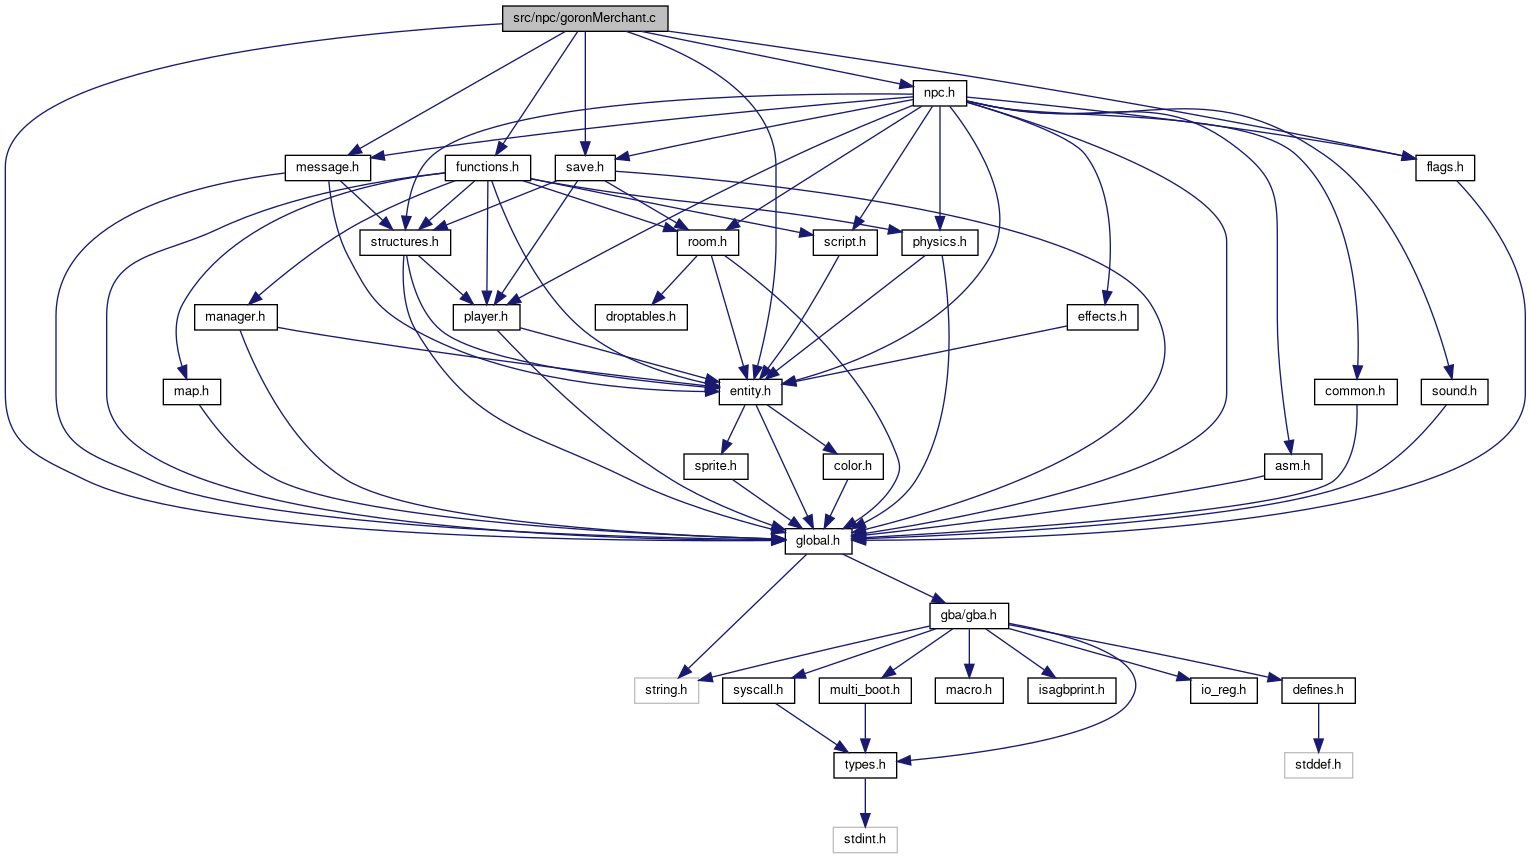 src/npc/goronMerchant.c
npc.h
message.h
functions.h
save.h
flags.h
structures.h
room.h
script.h
physics.h
manager.h
player.h
droptables.h
effects.h
map.h
entity.h
common.h
sound.h
sprite.h
color.h
asm.h
global.h
gba/gba.h
string.h
syscall.h
multi_boot.h
macro.h
isagbprint.h
io_reg.h
defines.h
types.h
stddef.h
stdint.h